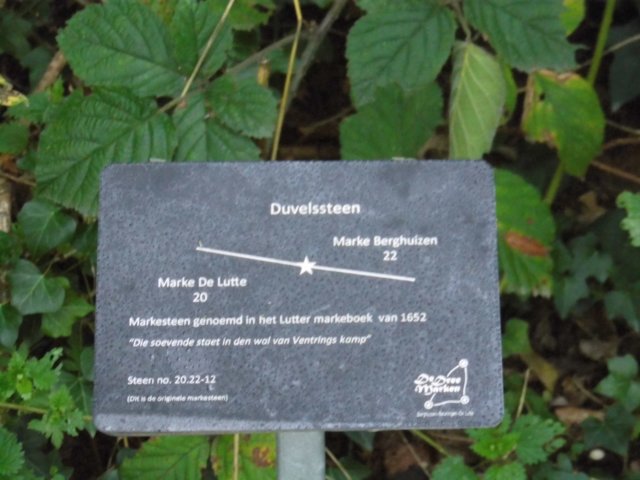 Duvelssteen
Marke Berghuizen
22
Marke De Lutte
20
Markesteen genoemd in het Lutter markeboek van 1652
"Die soevende staet in den wal van Ventrings kamp"
Steen no. 20.22-12
(Dit is de originele markesteen)
De Dree
Marken